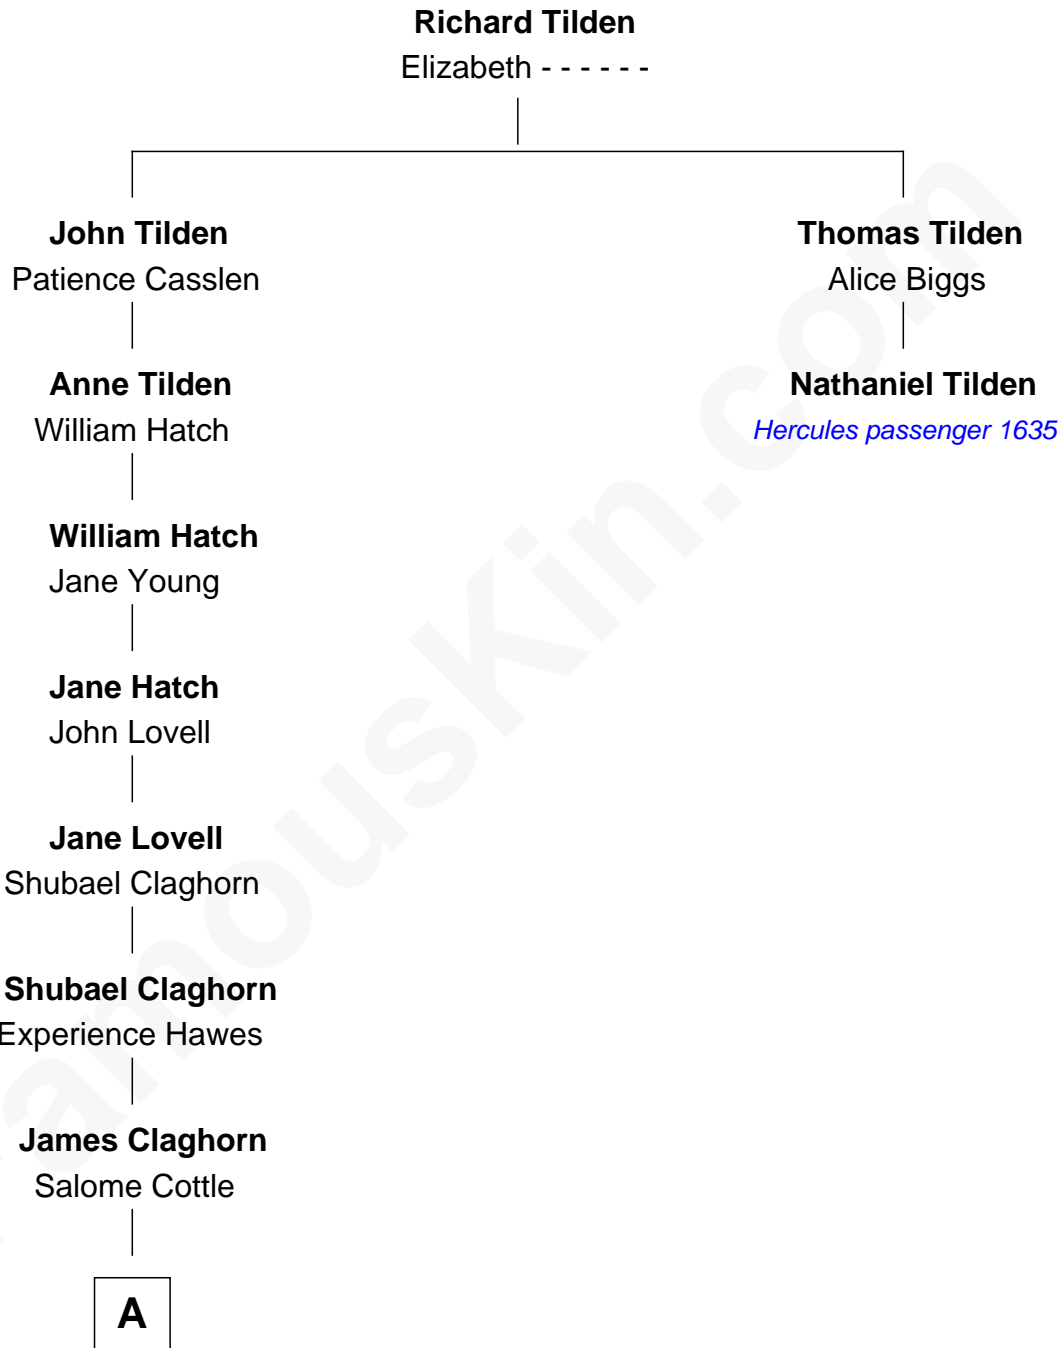 Richard Tilden
Elizabeth - - - - - -
John Tilden
Patience Casslen
Thomas Tilden
Alice Biggs
Anne Tilden
William Hatch
Nathaniel Tilden
Hercules passenger 1635
William Hatch
Jane Young
Jane Hatch
John Lovell
Jane Lovell
Shubael Claghorn
Shubael Claghorn
Experience Hawes
James Claghorn
Salome Cottle
A
FamousKin.com